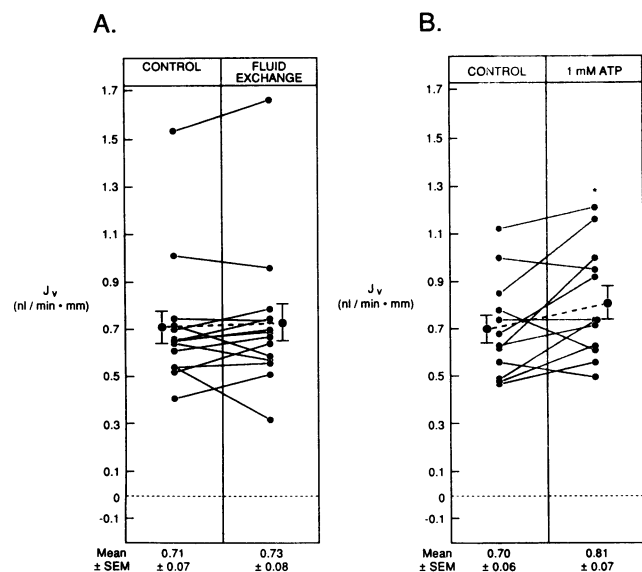 A.
CONTROL
FLUID
EXCHANGE
1.7
1.5
1.3
1.1
0.9
0.7
0.5
0.3
0.1
0
-0.1
Jv
(nl / min • mm)
Mean
± SEM
0.71
± 0.07
0.73
± 0.08
B.
CONTROL
1 mM ATP
1.7
1.5
1.3
1.1
0.9
0.7
0.5
0.3
0.1
0
-0.1
Jv
(nl / min • mm)
Mean
± SEM
0.70
± 0.06
0.81
± 0.07